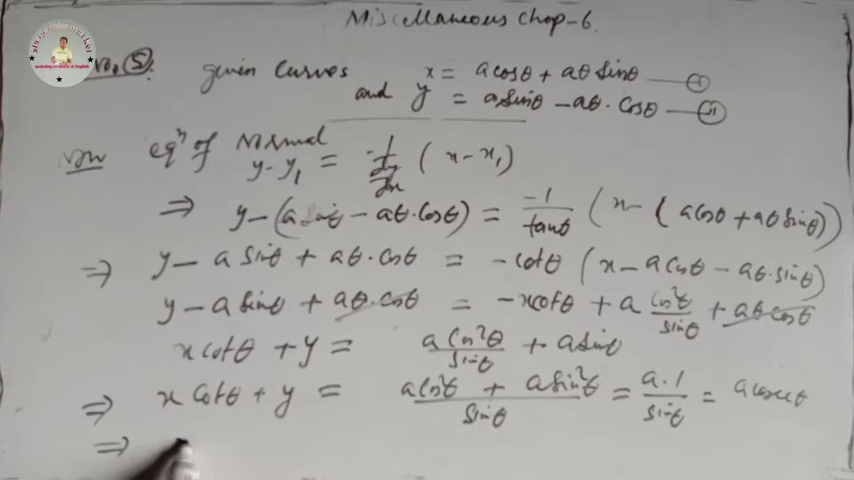 Miscellaneous Chap-6.
No. ⑤: given Curves x = a cosθ + aθ sinθ —— (i)
and y = a sinθ - aθ. cosθ —— (ii)
Now eqⁿ of Normal
y - y₁ = -1/(dy/dx) (x - x₁)
⇒ y - (a sinθ - aθ.cosθ) = -1/tanθ (x - (a cosθ + aθ sinθ))
⇒ y - a sinθ + aθ.cosθ = -cotθ (x - a cosθ - aθ.sinθ)
y - a sinθ + aθ.cosθ = -x cotθ + a cos²θ/sinθ + aθ cosθ
x cotθ + y = a cos²θ/sinθ + a sinθ
⇒ x cotθ + y = (a cos²θ + a sin²θ)/sinθ = a.1/sinθ = a cosecθ
⇒